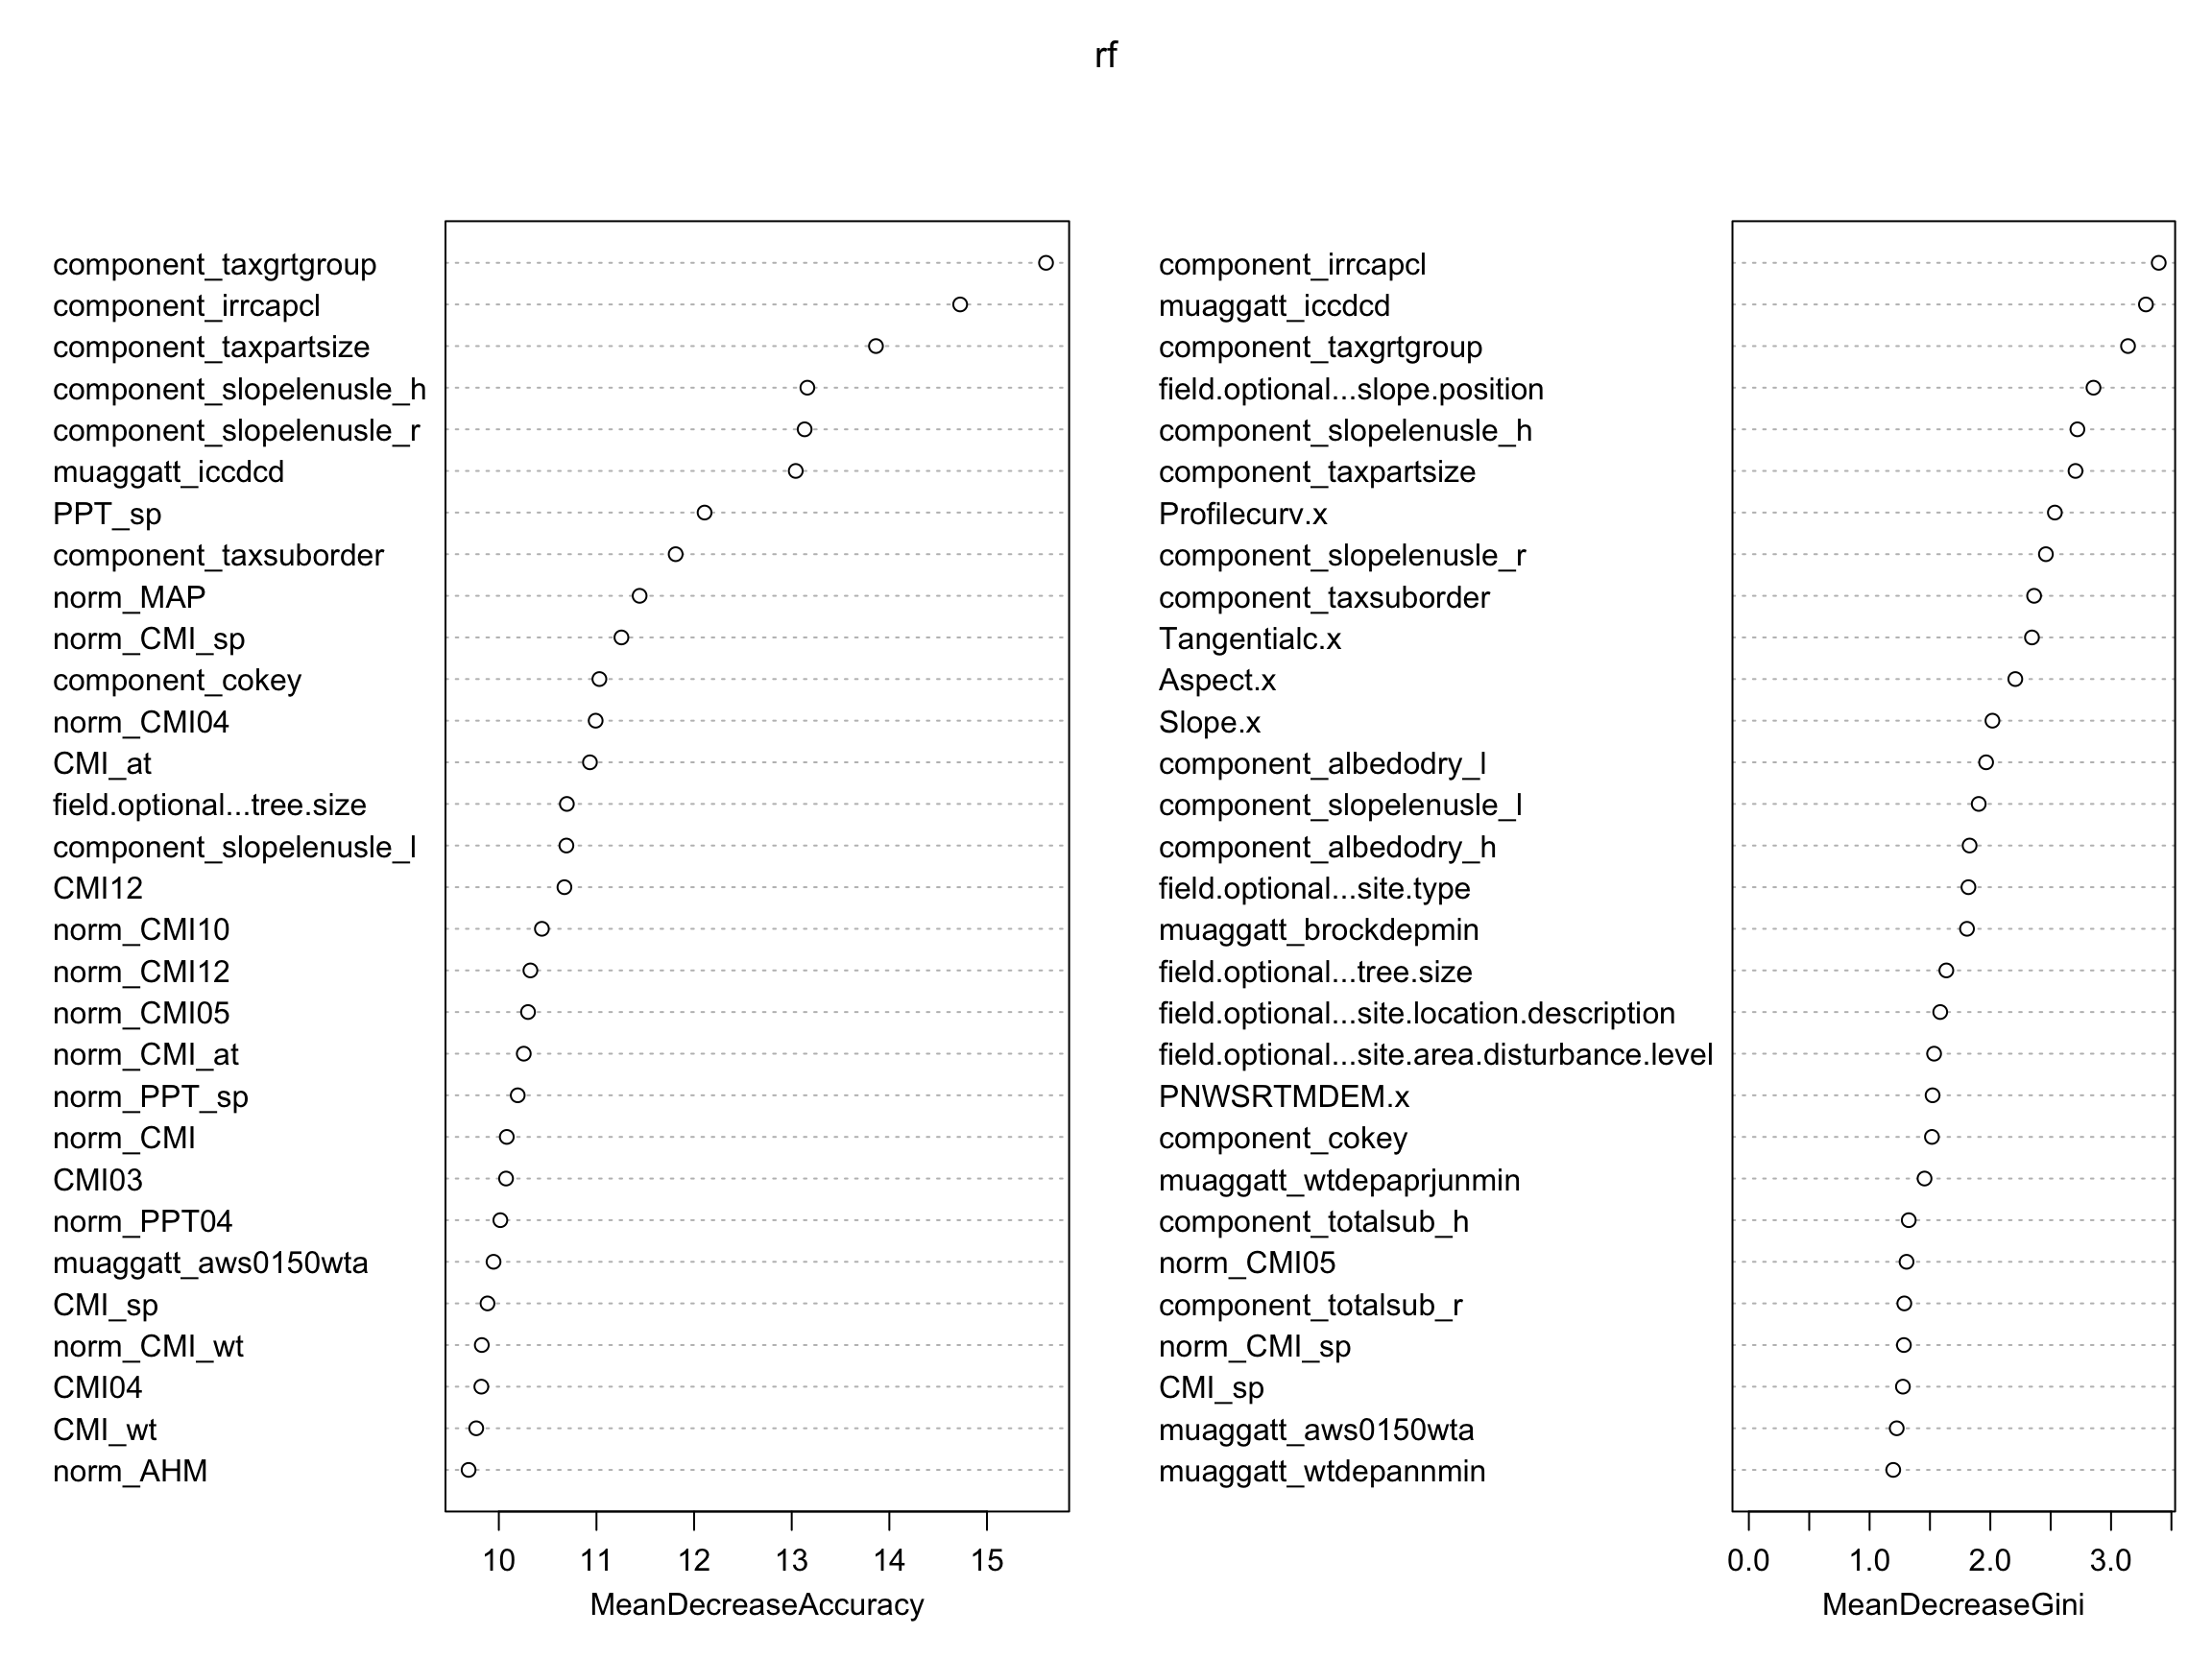 rf
component_taxgrtgroup
component_irrcapcl
component_taxpartsize
component_slopelenusle_h
component_slopelenusle_r
muaggatt_iccdcd
PPT_sp
component_taxsuborder
norm_MAP
norm_CMI_sp
component_cokey
norm_CMI04
CMI_at
field.optional...tree.size
component_slopelenusle_l
CMI12
norm_CMI10
norm_CMI12
norm_CMI05
norm_CMI_at
norm_PPT_sp
norm_CMI
CMI03
norm_PPT04
muaggatt_aws0150wta
CMI_sp
norm_CMI_wt
CMI04
CMI_wt
norm_AHM
10 11 12 13 14 15
MeanDecreaseAccuracy
component_irrcapcl
muaggatt_iccdcd
component_taxgrtgroup
field.optional...slope.position
component_slopelenusle_h
component_taxpartsize
Profilecurv.x
component_slopelenusle_r
component_taxsuborder
Tangentialc.x
Aspect.x
Slope.x
component_albedodry_l
component_slopelenusle_l
component_albedodry_h
field.optional...site.type
muaggatt_brockdepmin
field.optional...tree.size
field.optional...site.location.description
field.optional...site.area.disturbance.level
PNWSRTMDEM.x
component_cokey
muaggatt_wtdepaprjunmin
component_totalsub_h
norm_CMI05
component_totalsub_r
norm_CMI_sp
CMI_sp
muaggatt_aws0150wta
muaggatt_wtdepannmin
0.0 1.0 2.0 3.0
MeanDecreaseGini